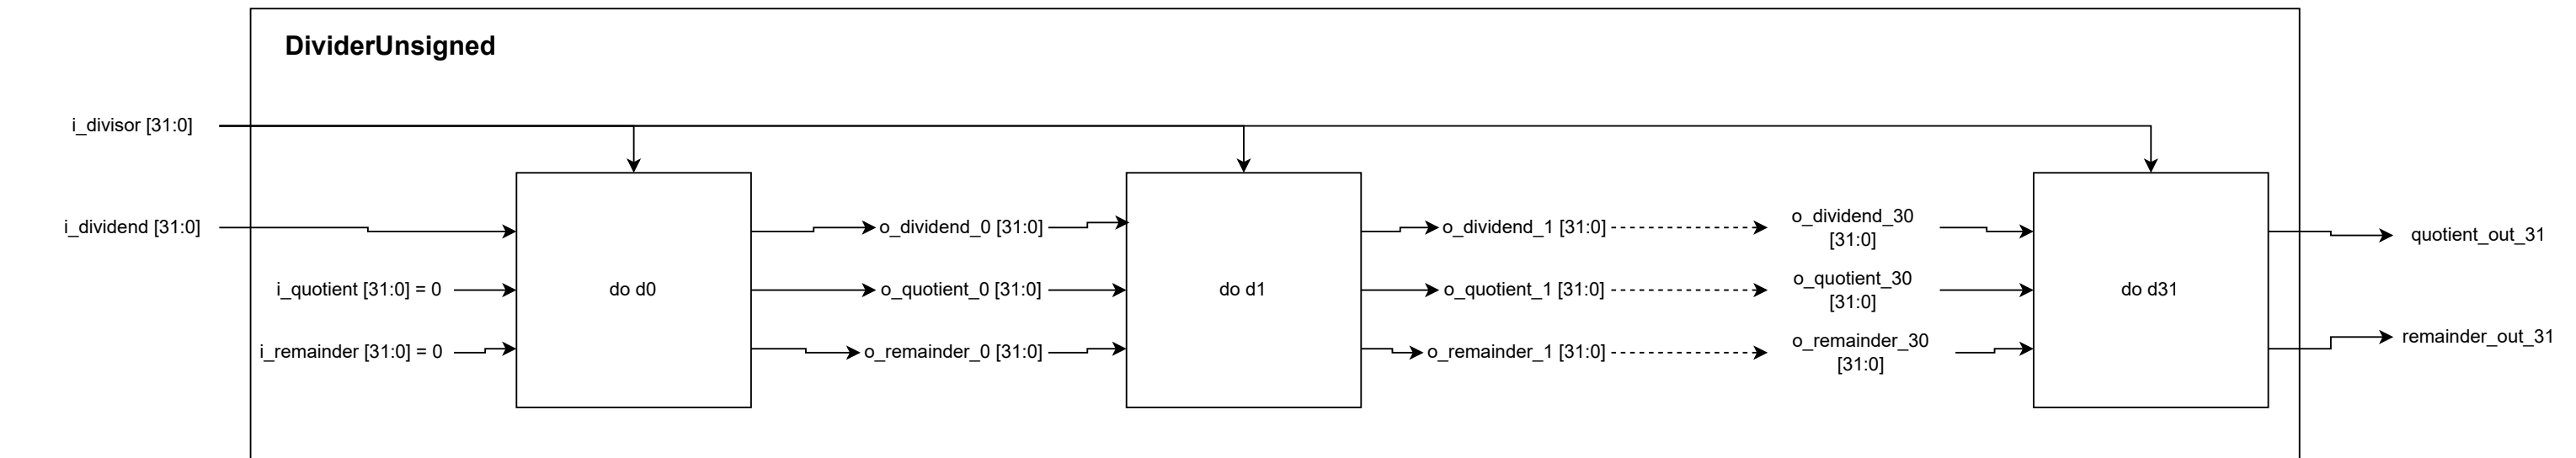 DividerUnsigned
i_divisor [31:0]
i_dividend [31:0]
i_quotient [31:0] = 0
i_remainder [31:0] = 0
do d0
o_dividend_0 [31:0]
o_quotient_0 [31:0]
o_remainder_0 [31:0]
do d1
o_dividend_1 [31:0]
o_quotient_1 [31:0]
o_remainder_1 [31:0]
o_dividend_30
[31:0]
o_quotient_30
[31:0]
o_remainder_30
[31:0]
do d31
quotient_out_31
remainder_out_31